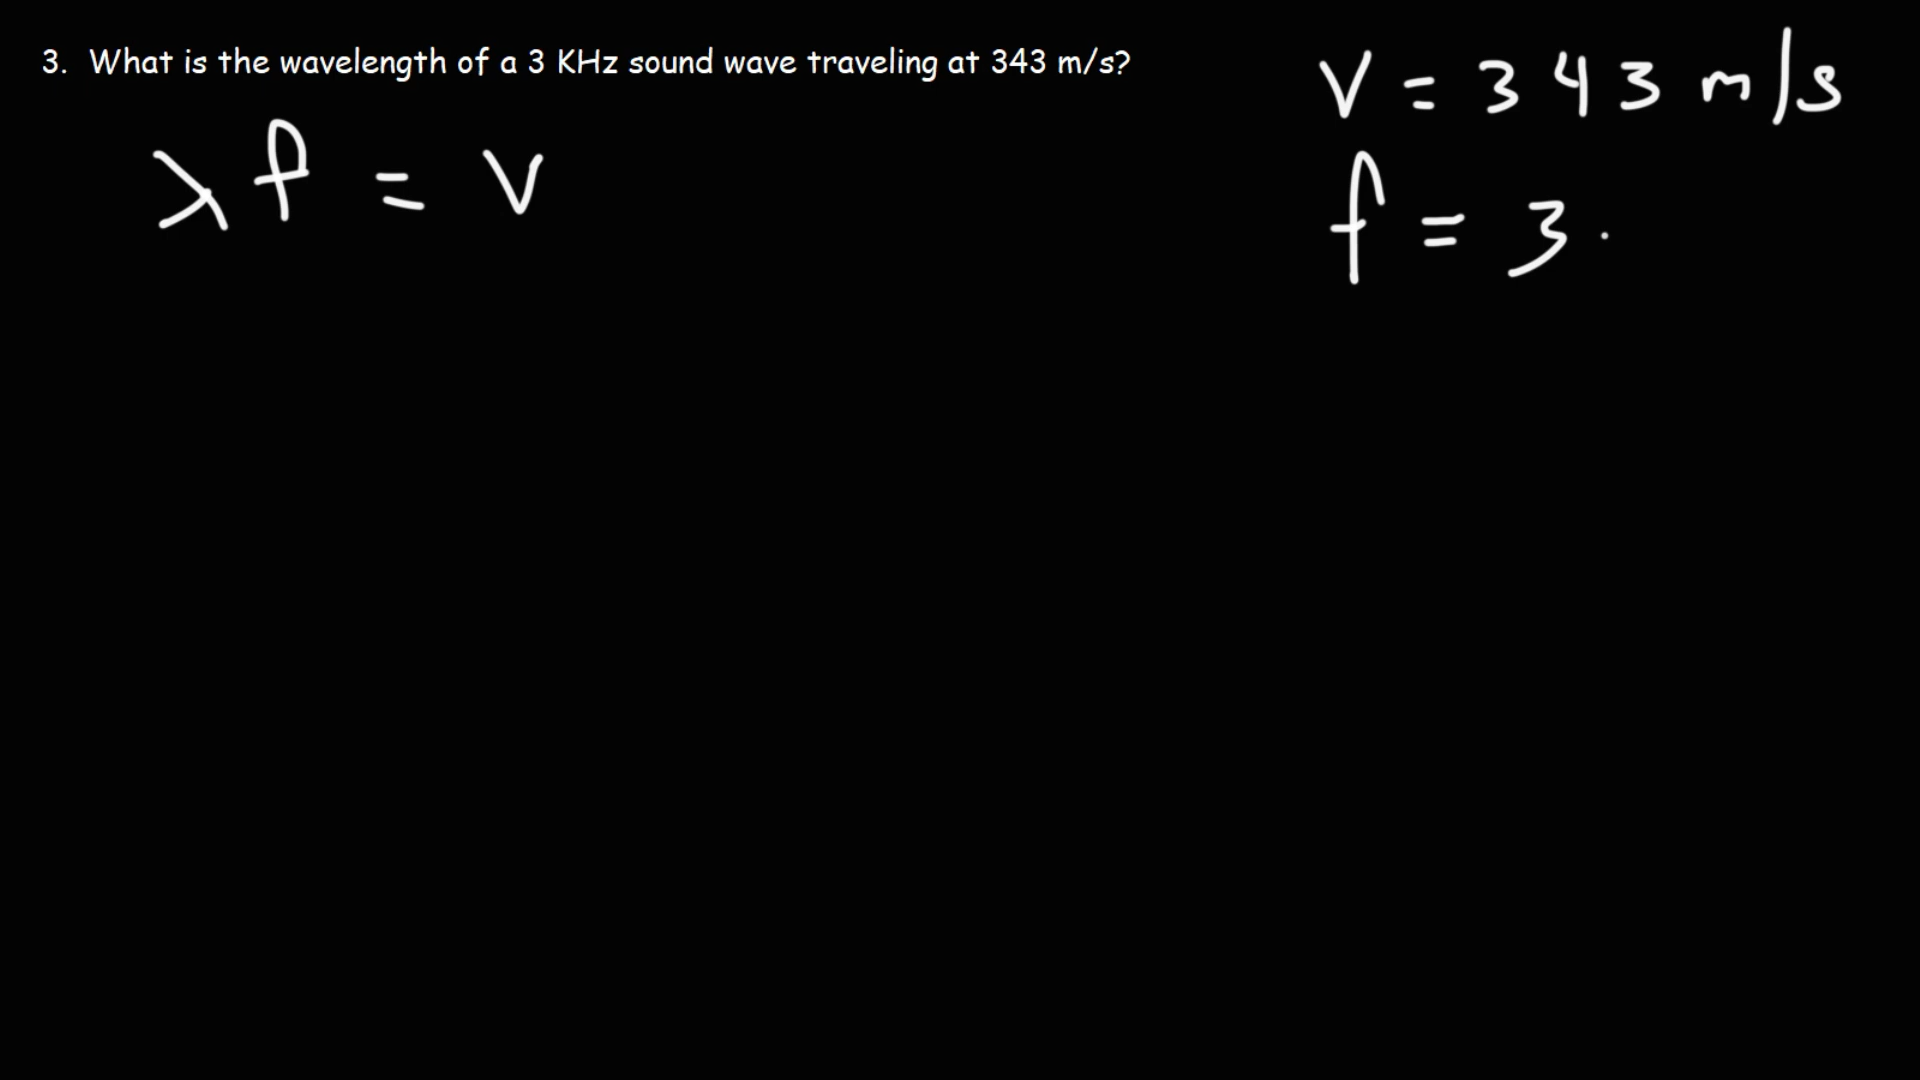 3. What is the wavelength of a 3 KHz sound wave traveling at 343 m/s?
V = 343 m/s
λf = v
f = 3 .